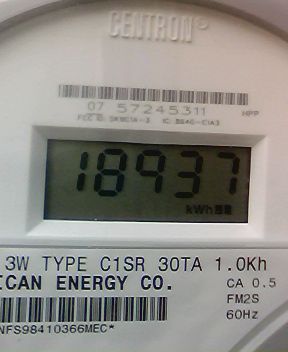 CENTRON®
07 57245311 HPP
18937
kWh
3W TYPE C1SR 30TA 1.0Kh
ICAN ENERGY CO. CA 0.5
FM2S
NFS98410366MEC* 60Hz